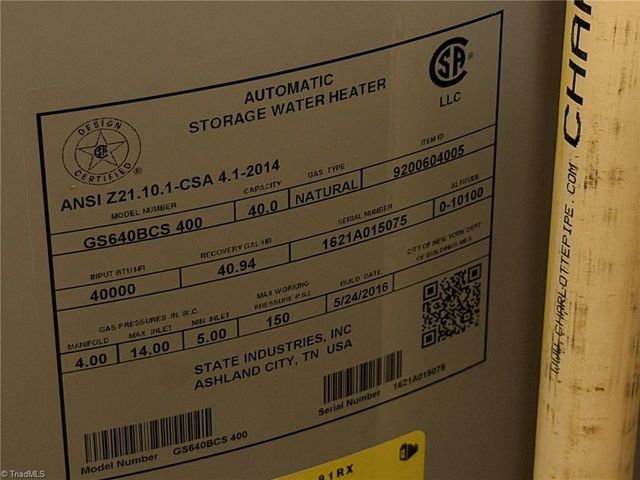 AUTOMATIC
STORAGE WATER HEATER
CSA
LLC
DESIGN
CERTIFIED
ANSI Z21.10.1-CSA 4.1-2014
MODEL NUMBER CAPACITY GAS TYPE ITEM ID
GS640BCS 400 40.0 NATURAL 9200604005
INPUT BTU/HR RECOVERY GAL/HR SERIAL NUMBER ALTITUDE
40000 40.94 1621A015075 0-10100
GAS PRESSURES IN. W.C. MAX WORKING BUILD DATE CITY OF NEW YORK DEPT
MANIFOLD MAX. INLET MIN. INLET PRESSURE P.S.I. OF BUILDINGS MEA
4.00 14.00 5.00 150 5/24/2016
STATE INDUSTRIES, INC
ASHLAND CITY, TN USA
Model Number GS640BCS 400
Serial Number 1621A015075
WWW.CHARLOTTEPIPE.COM CHAR
© TriadMLS